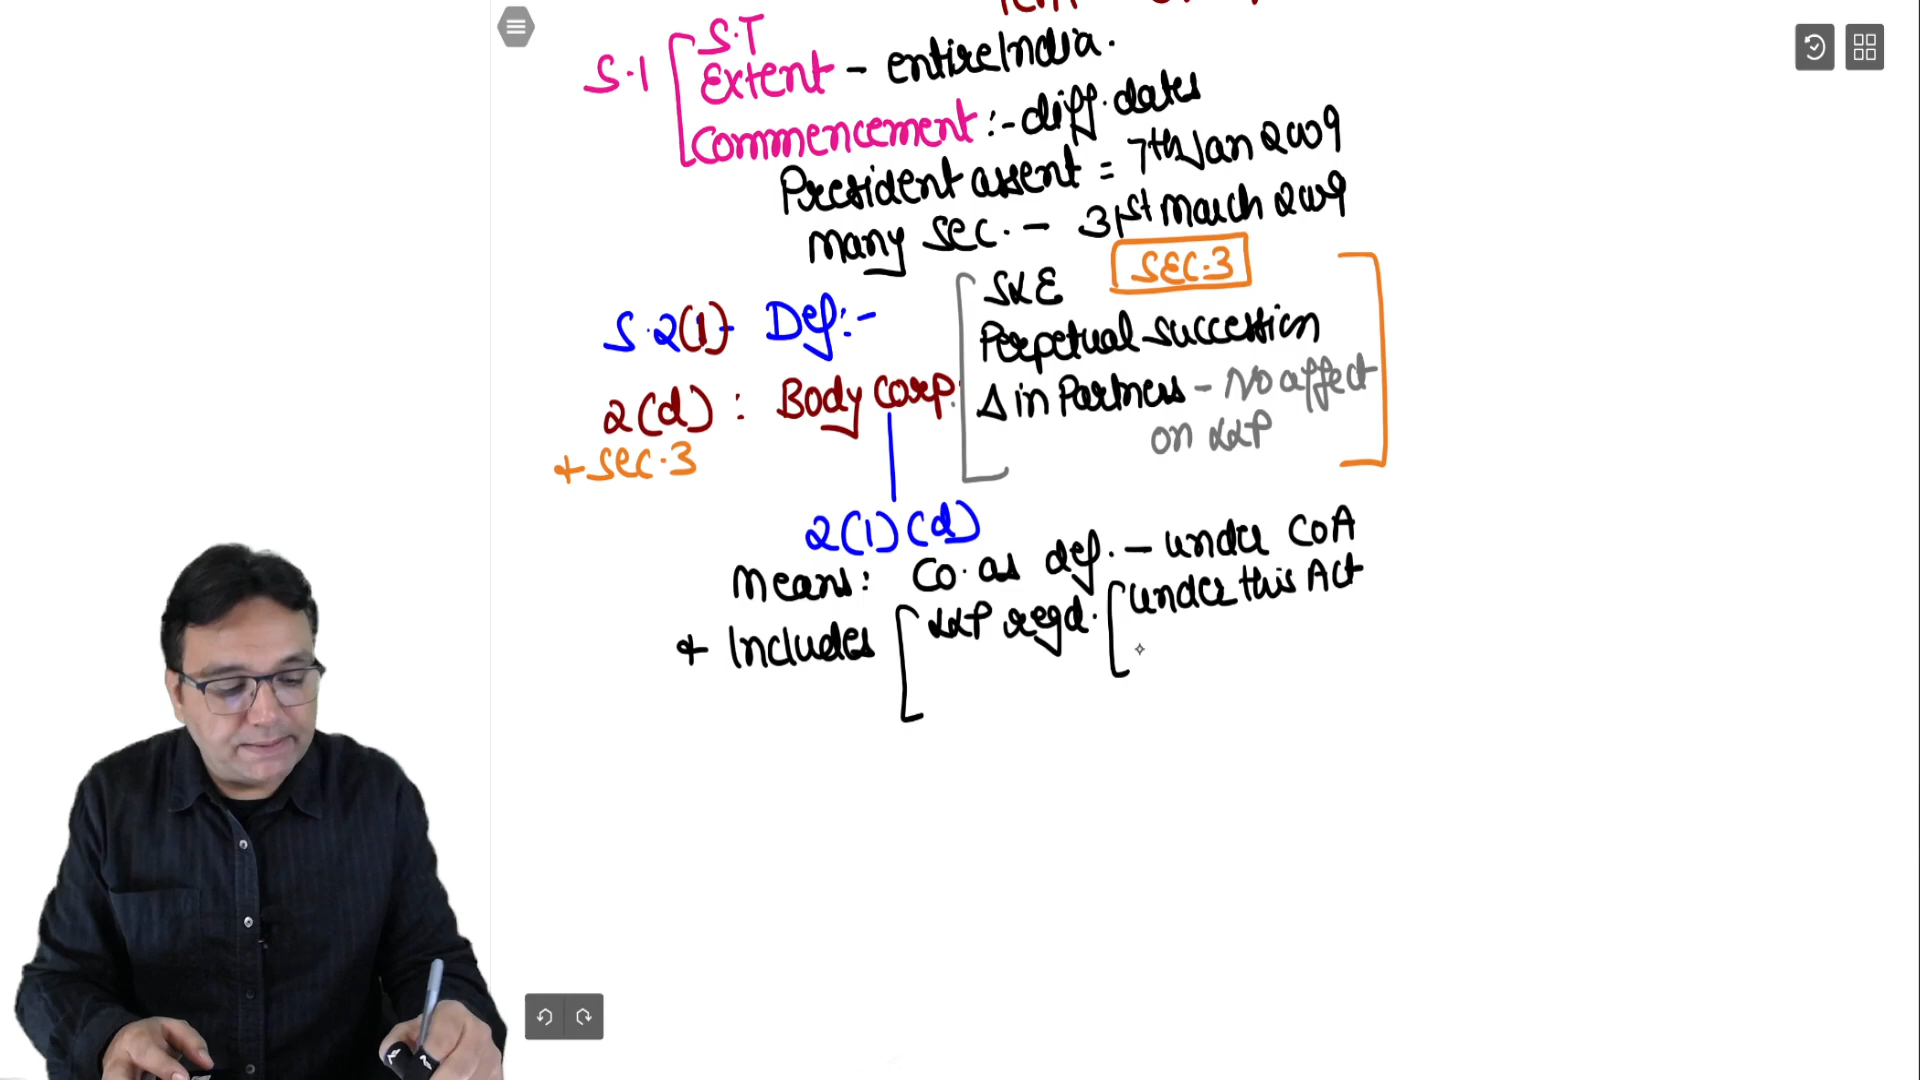 S.1 S.T
Extent - entire India.
Commencement :- diff. dates
President assent = 7th Jan 2009
Many sec. - 31st March 2009
SEC.3
SLE
S.2(1) - Def :-
Perpetual Succession
2(d) : Body Corp.
Δ in Partners - No affect
on LLP
+ Sec.3
2(1)(d)
Means : Co. as def. - under CoA
+ Includes LLP regd. under this Act